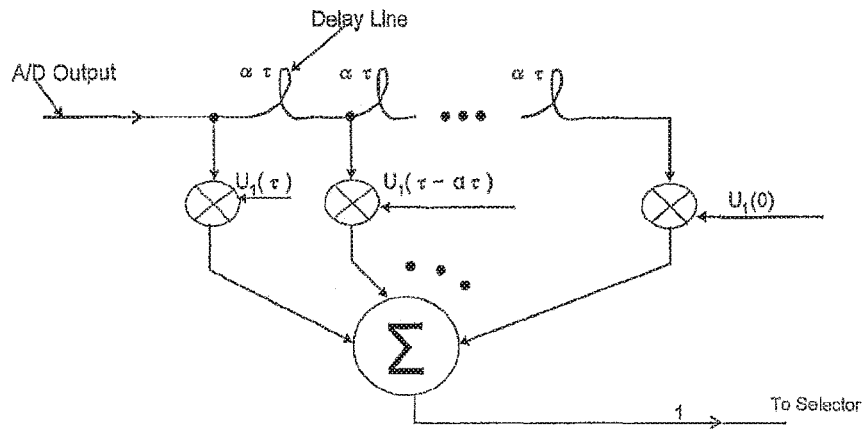 Delay Line
A/D Output
α τ
α τ
α τ
U₁(τ)
U₁(τ - α τ)
U₁(0)
Σ
1
To Selector